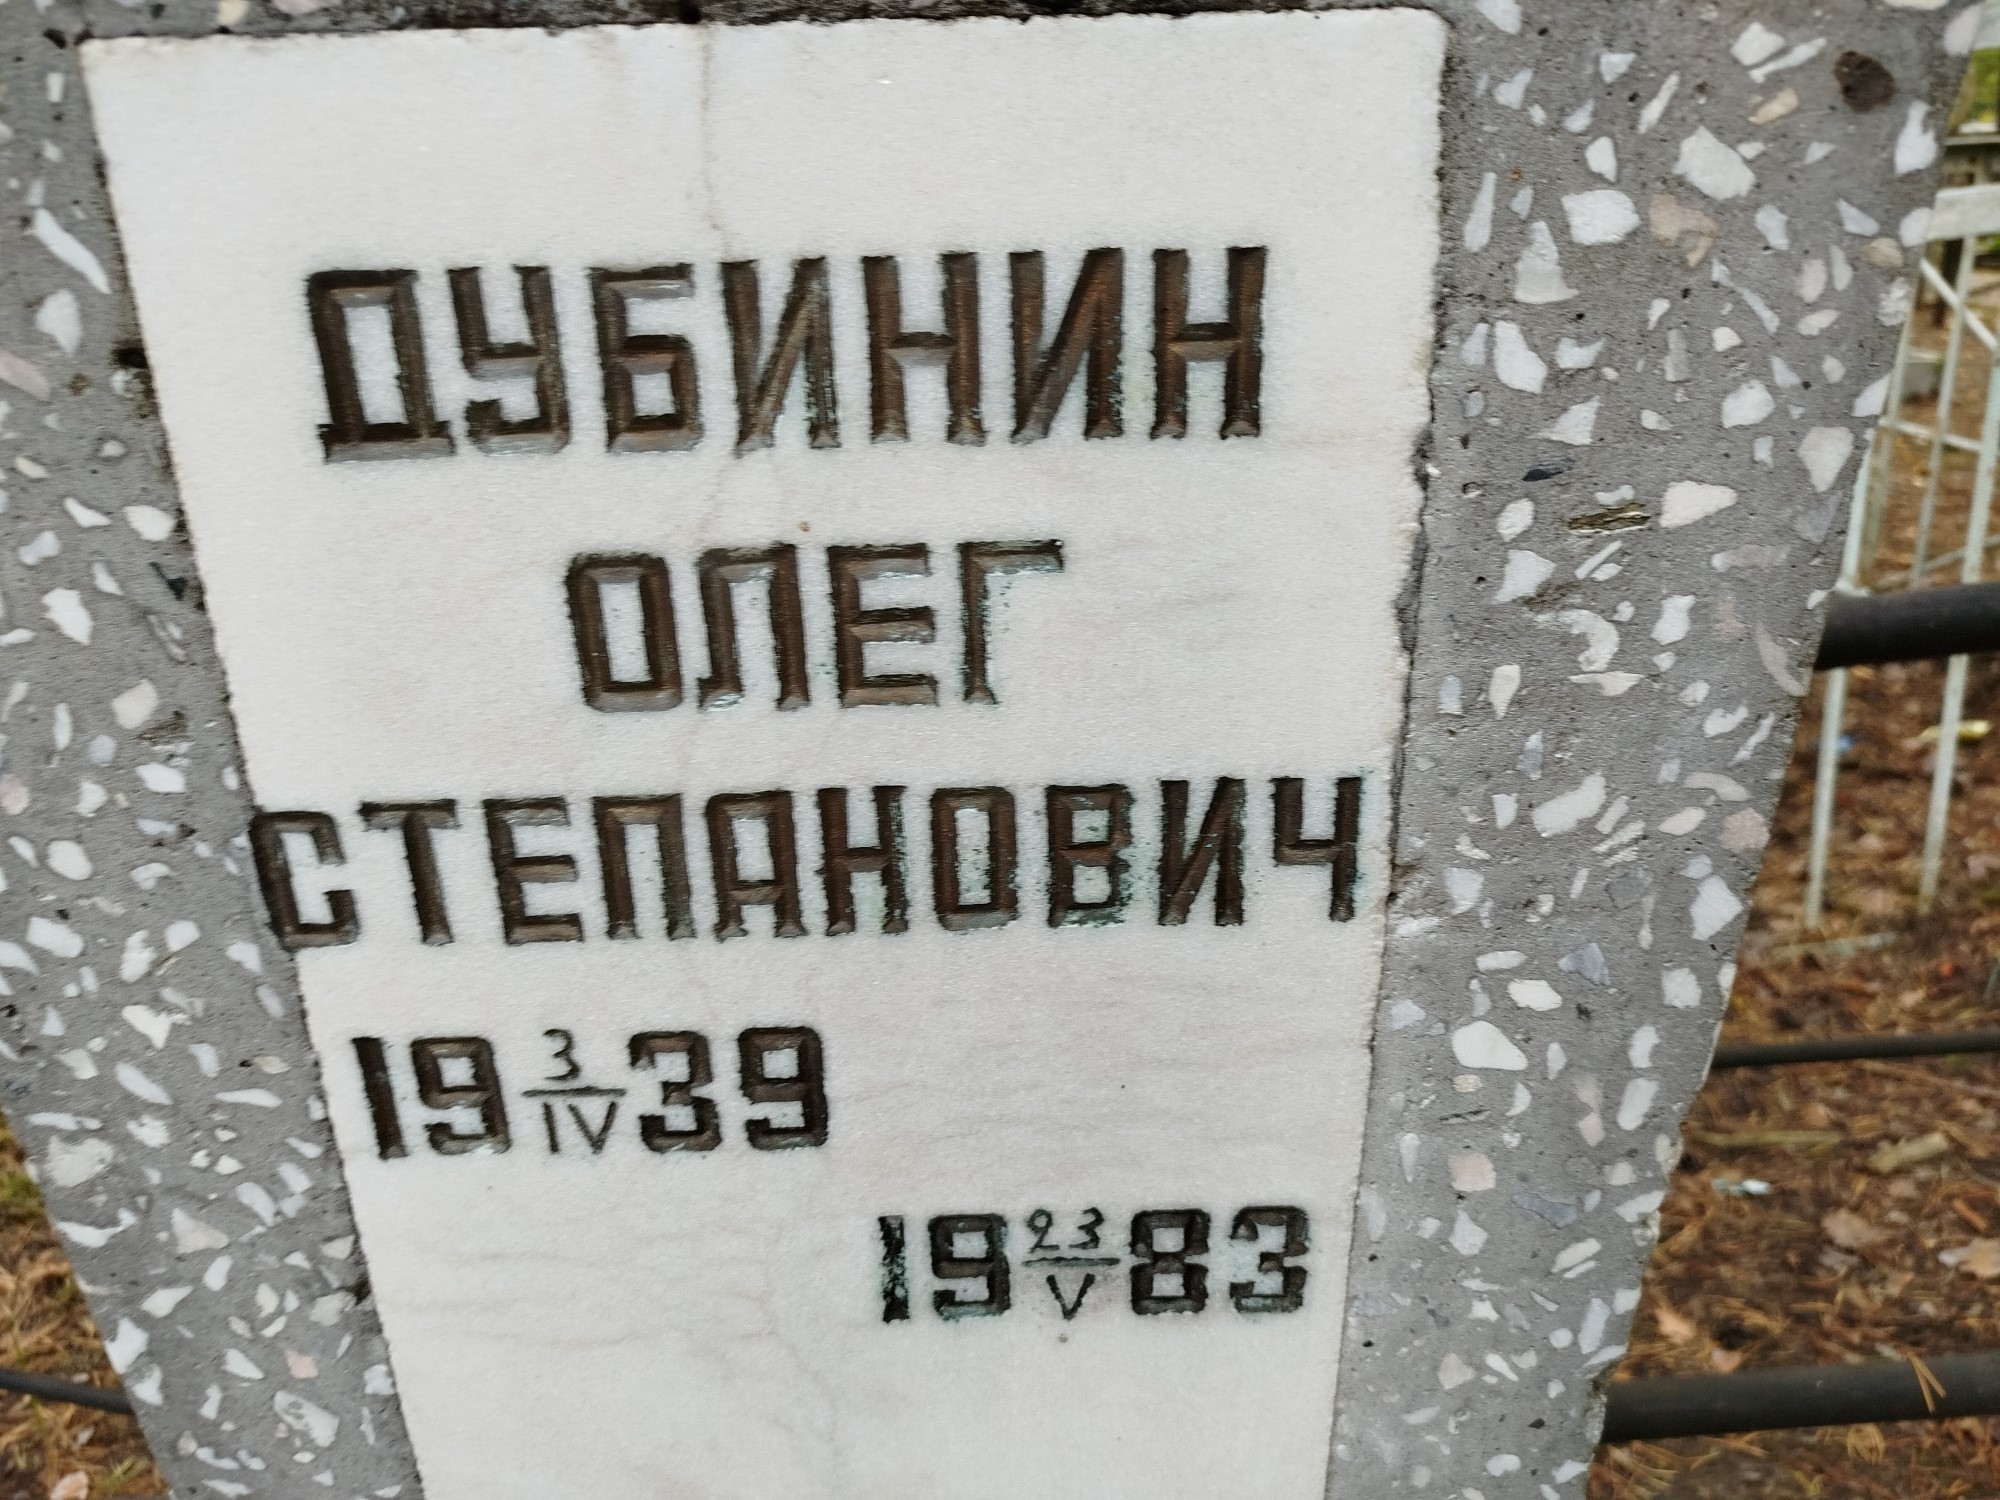 ДУБИНИН
ОЛЕГ
СТЕПАНОВИЧ
19 3/IV 39
19 23/V 83